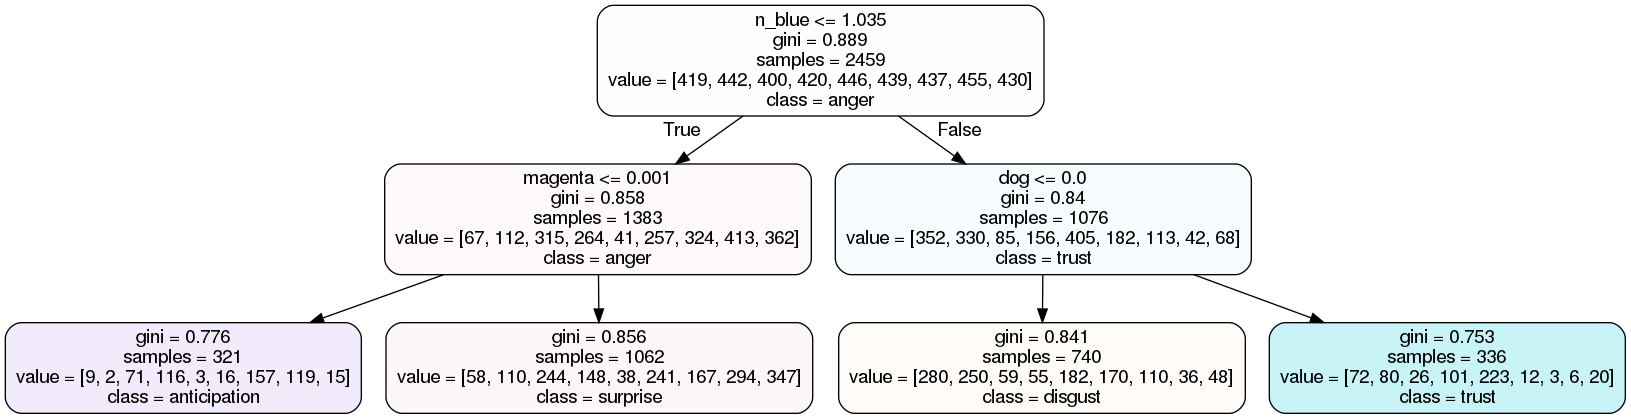 n_blue <= 1.035
gini = 0.889
samples = 2459
value = [419, 442, 400, 420, 446, 439, 437, 455, 430]
class = anger
True
False
magenta <= 0.001
gini = 0.858
samples = 1383
value = [67, 112, 315, 264, 41, 257, 324, 413, 362]
class = anger
dog <= 0.0
gini = 0.84
samples = 1076
value = [352, 330, 85, 156, 405, 182, 113, 42, 68]
class = trust
gini = 0.776
samples = 321
value = [9, 2, 71, 116, 3, 16, 157, 119, 15]
class = anticipation
gini = 0.856
samples = 1062
value = [58, 110, 244, 148, 38, 241, 167, 294, 347]
class = surprise
gini = 0.841
samples = 740
value = [280, 250, 59, 55, 182, 170, 110, 36, 48]
class = disgust
gini = 0.753
samples = 336
value = [72, 80, 26, 101, 223, 12, 3, 6, 20]
class = trust